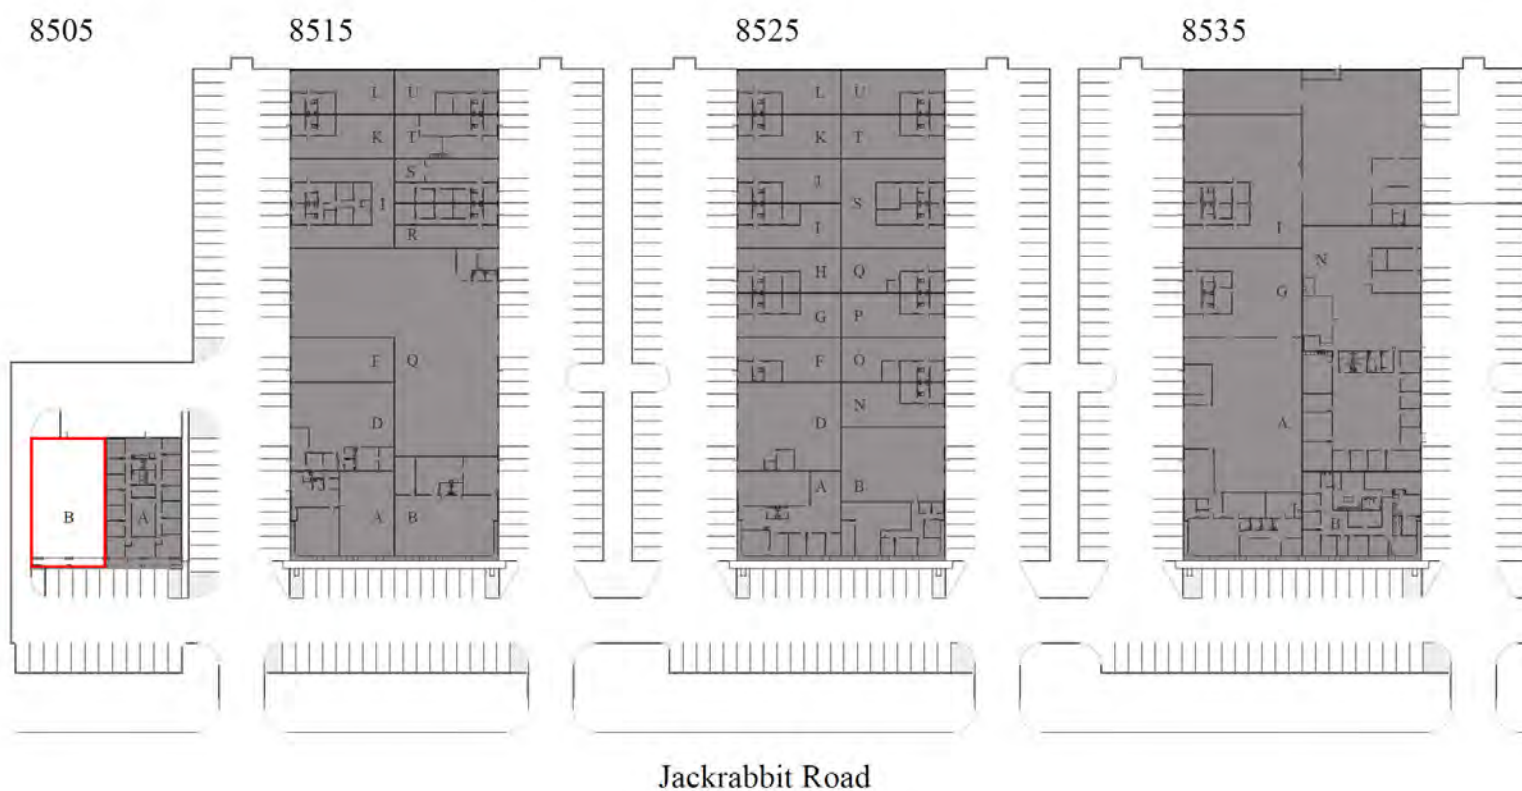 8505 8515 8525 8535
L U L U
K T K T
S J
I S
R I I
H Q N
G P G
F Q F O
N
D D A
B A A B A B B
B
Jackrabbit Road